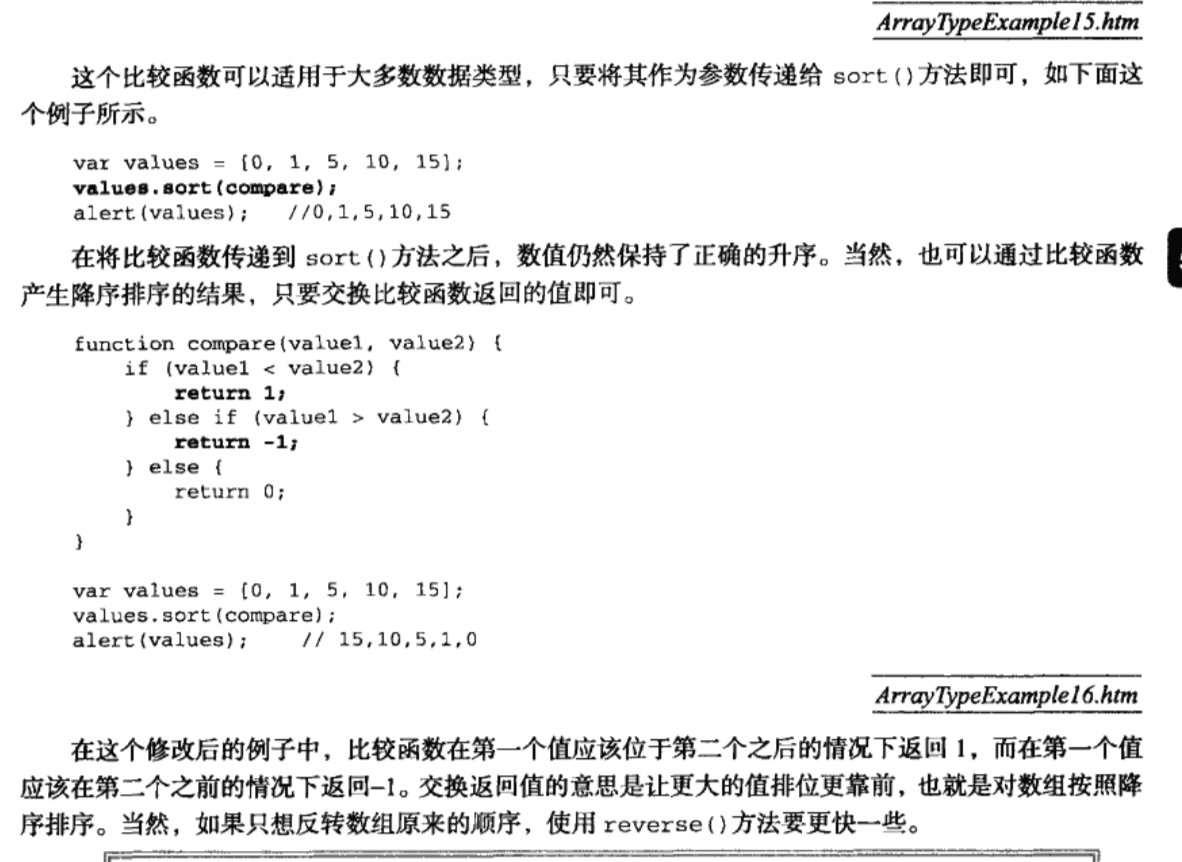 ArrayTypeExample15.htm
这个比较函数可以适用于大多数数据类型，只要将其作为参数传递给 sort()方法即可，如下面这
个例子所示。
var values = [0, 1, 5, 10, 15];
values.sort(compare);
alert(values);   //0,1,5,10,15
在将比较函数传递到 sort()方法之后，数值仍然保持了正确的升序。当然，也可以通过比较函数
产生降序排序的结果，只要交换比较函数返回的值即可。
function compare(value1, value2) {
    if (value1 < value2) {
        return 1;
    } else if (value1 > value2) {
        return -1;
    } else {
        return 0;
    }
}
var values = [0, 1, 5, 10, 15];
values.sort(compare);
alert(values);    // 15,10,5,1,0
ArrayTypeExample16.htm
在这个修改后的例子中，比较函数在第一个值应该位于第二个之后的情况下返回 1，而在第一个值
应该在第二个之前的情况下返回–1。交换返回值的意思是让更大的值排位更靠前，也就是对数组按照降
序排序。当然，如果只想反转数组原来的顺序，使用 reverse()方法要更快一些。